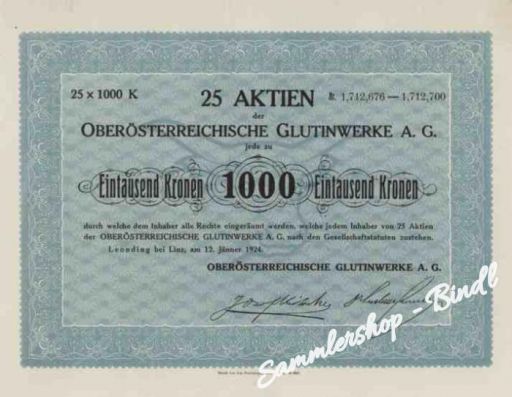 25 x 1000 K
25 AKTIEN
Nr. 1,712,676 — 1,712,700
der
OBERÖSTERREICHISCHE GLUTINWERKE A. G.
jede zu
Eintausend Kronen 1000 Eintausend Kronen
durch welche dem Inhaber alle Rechte eingeräumt werden, welche jedem Inhaber von 25 Aktien
der OBERÖSTERREICHISCHE GLUTINWERKE A. G. nach den Gesellschaftsstatuten zustehen.
Leonding bei Linz, am 12. Jänner 1924.
OBERÖSTERREICHISCHE GLUTINWERKE A. G.
Sammlershop - Bindl